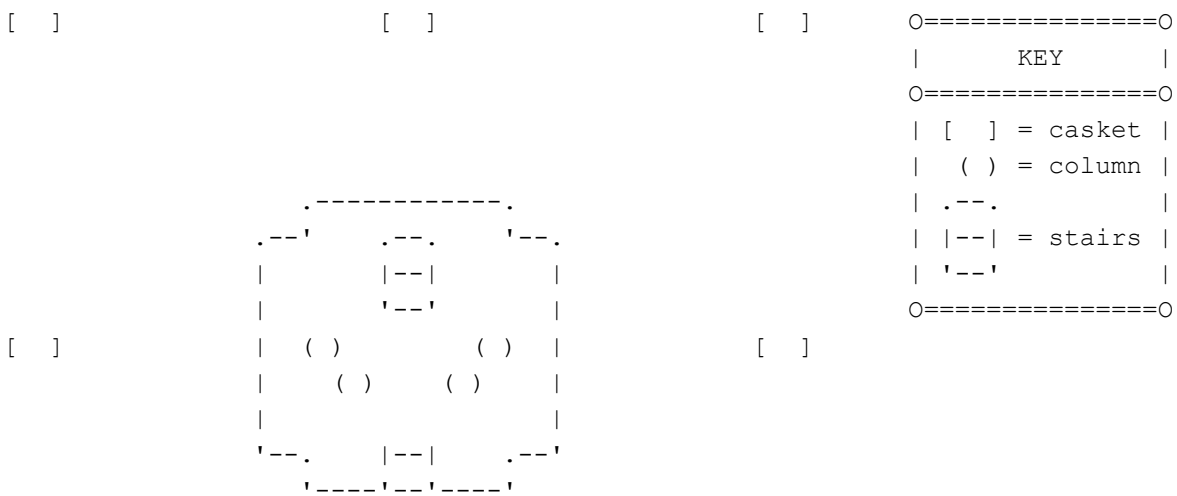 [  ]                        [  ]                        [  ]      O===============O
                                                                  |      KEY      |
                                                                  O===============O
                                                                  | [  ] = casket |
                                                                  |  ( ) = column |
                   .------------.                                 | .--.          |
                .--'    .--.    '--.                              | |--| = stairs |
                |       |--|       |                              | '--'          |
                |       '--'       |                              O===============O
[  ]            |  ( )        ( )  |            [  ]
                |    ( )    ( )    |
                |                  |
                '--.    |--|    .--'
                   '----'--'----'